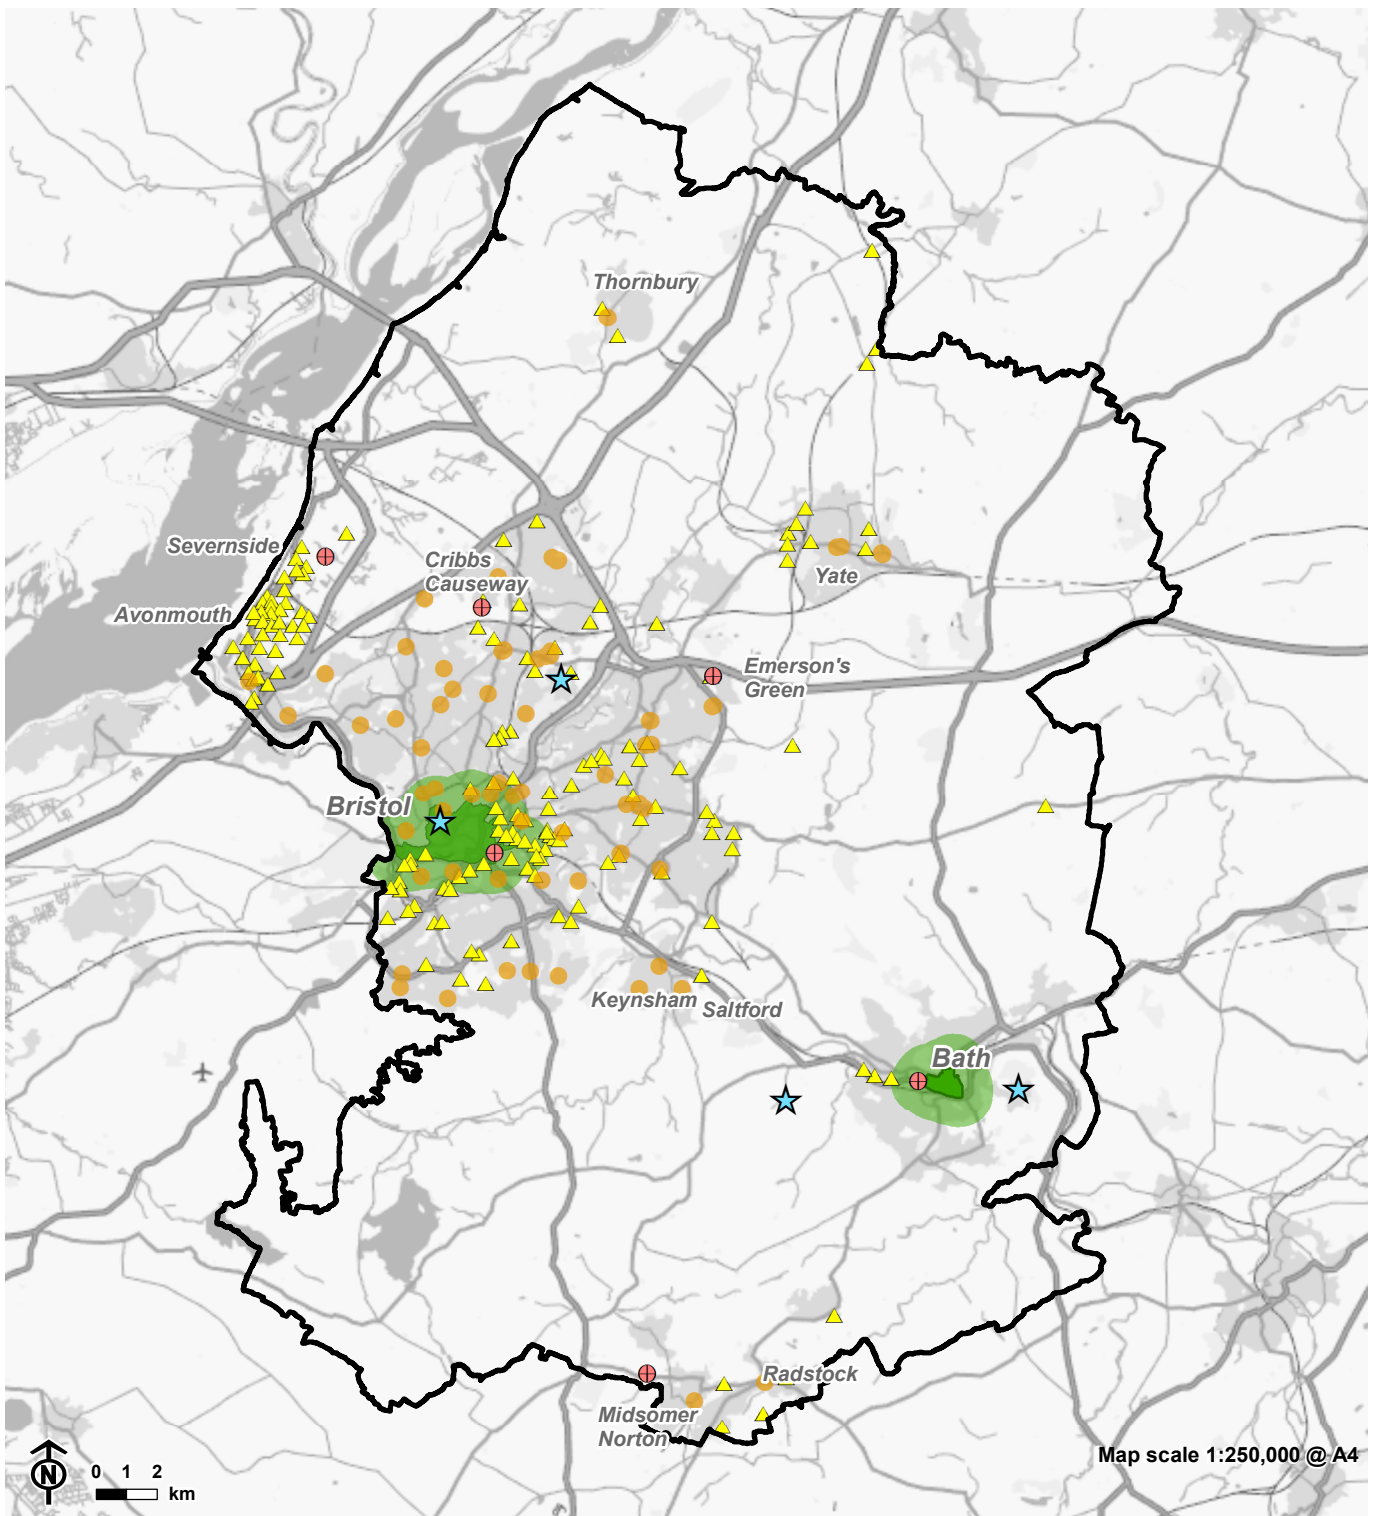 Thornbury
Severnside
Cribbs
Causeway
Yate
Avonmouth
Emerson's
Green
Bristol
Keynsham
Saltford
Bath
Radstock
Midsomer
Norton
Map scale 1:250,000 @ A4
N
0 1 2
km